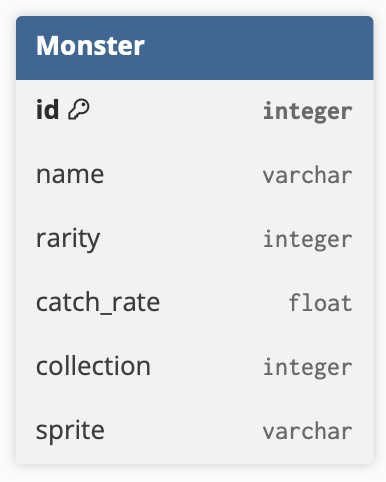 Monster
id integer
name varchar
rarity integer
catch_rate float
collection integer
sprite varchar